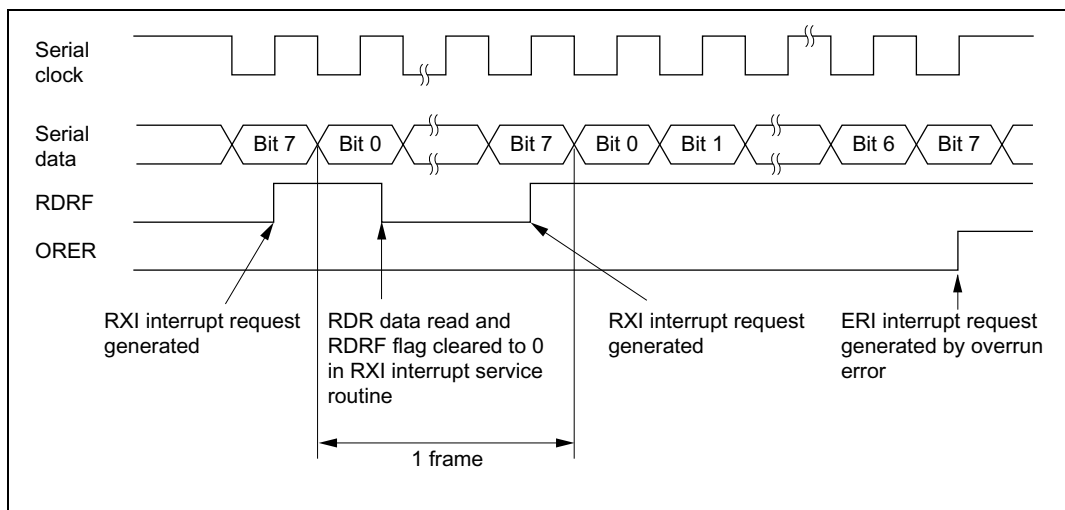 Serial
clock
Serial
data
Bit 7
Bit 0
Bit 7
Bit 0
Bit 1
Bit 6
Bit 7
RDRF
ORER
RXI interrupt request
generated
RDR data read and
RDRF flag cleared to 0
in RXI interrupt service
routine
RXI interrupt request
generated
ERI interrupt request
generated by overrun
error
1 frame